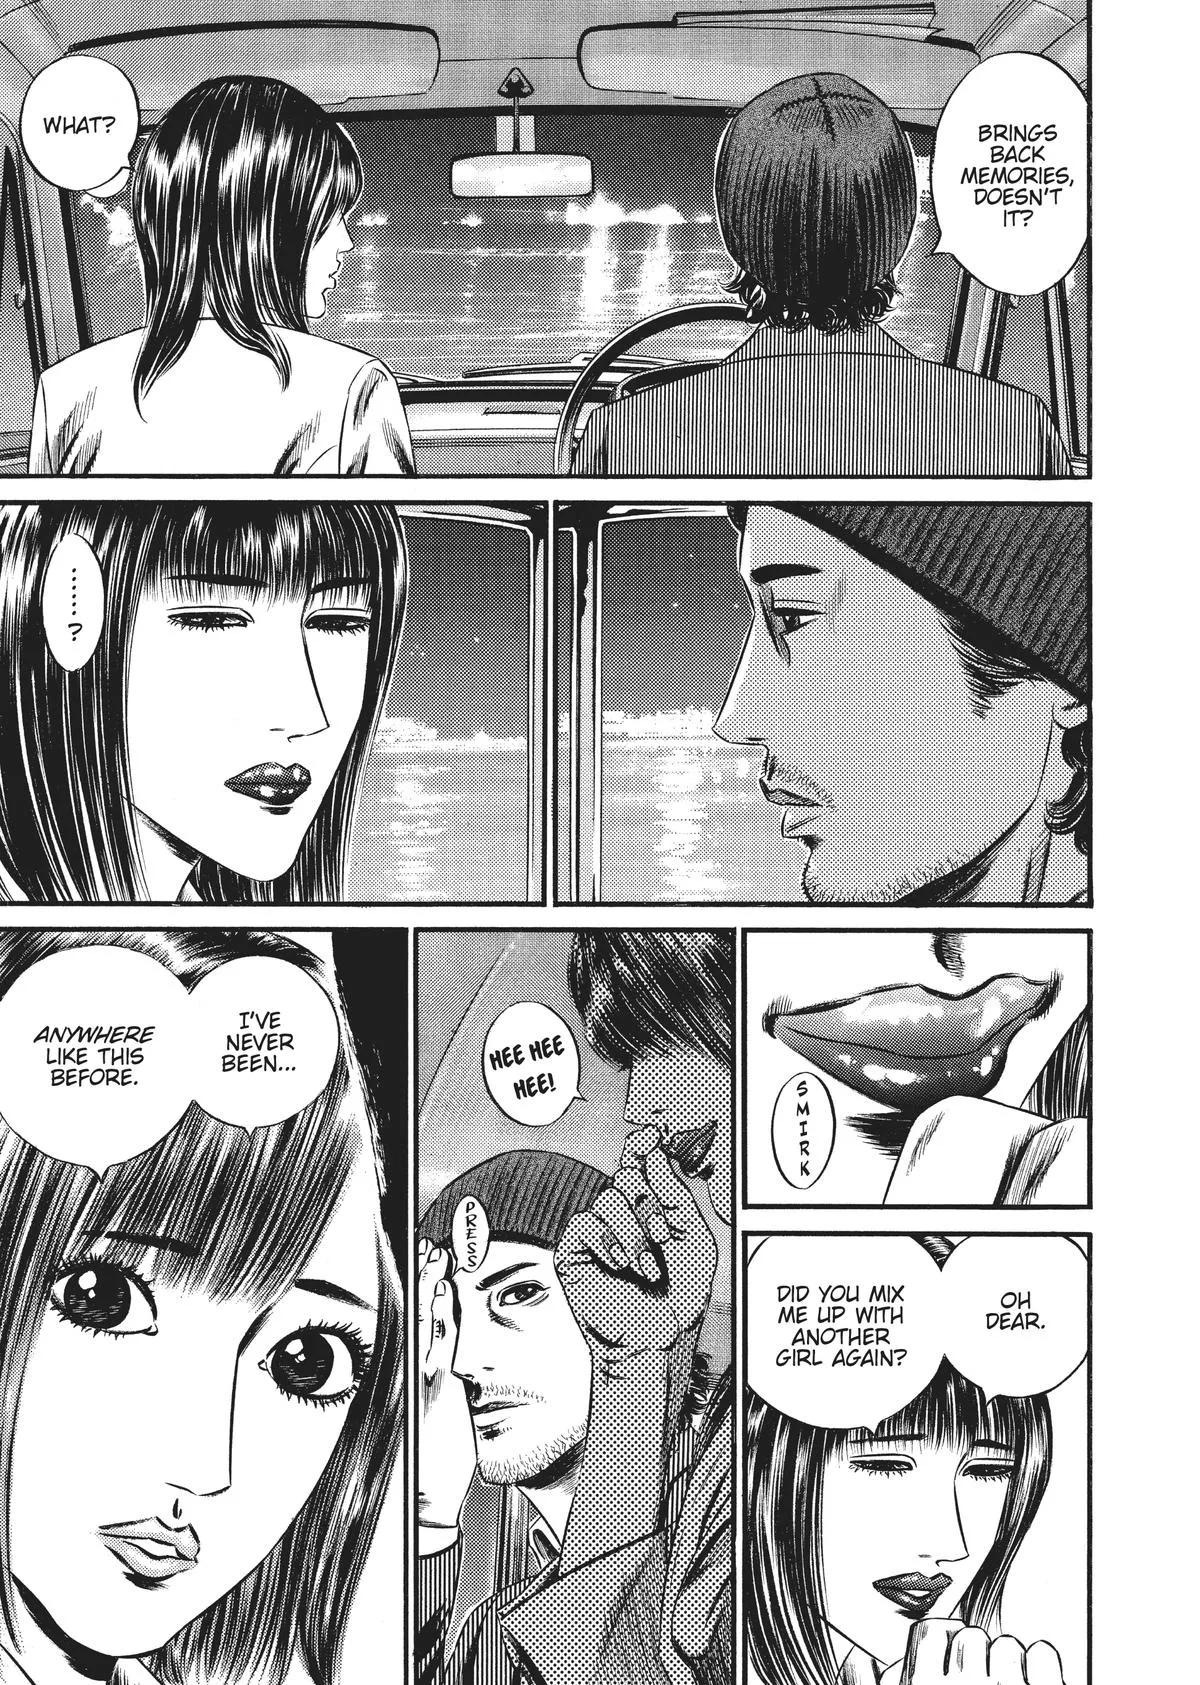 BRINGS
BACK
MEMORIES,
DOESN'T
IT?
WHAT?
......?
I'VE
NEVER
BEEN...
ANYWHERE
LIKE THIS
BEFORE.
HEE HEE
HEE!
PRESS
SMIRK
OH
DEAR.
DID YOU MIX
ME UP WITH
ANOTHER
GIRL AGAIN?